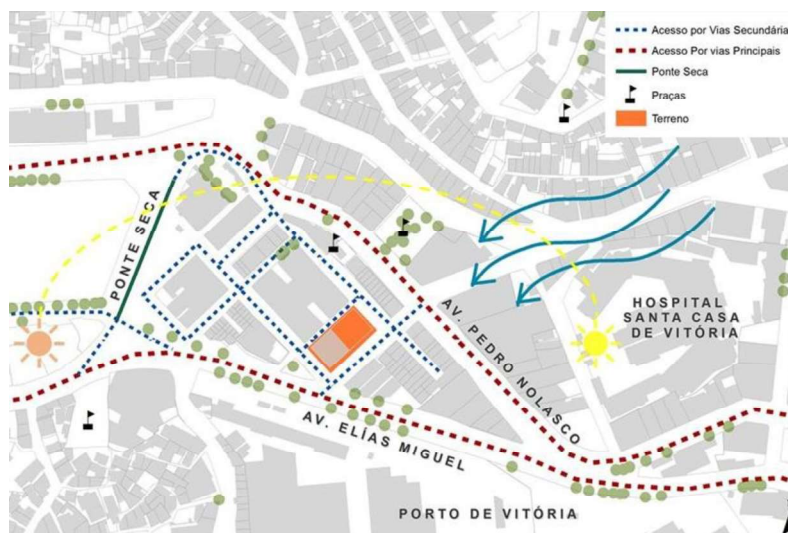 Acesso por Vias Secundária
Acesso Por vias Principais
Ponte Seca
Praças
Terreno
PONTE SECA
HOSPITAL
SANTA CASA
DE VITÓRIA
AV. PEDRO NOLASCO
AV. ELÍAS MIGUEL
PORTO DE VITÓRIA